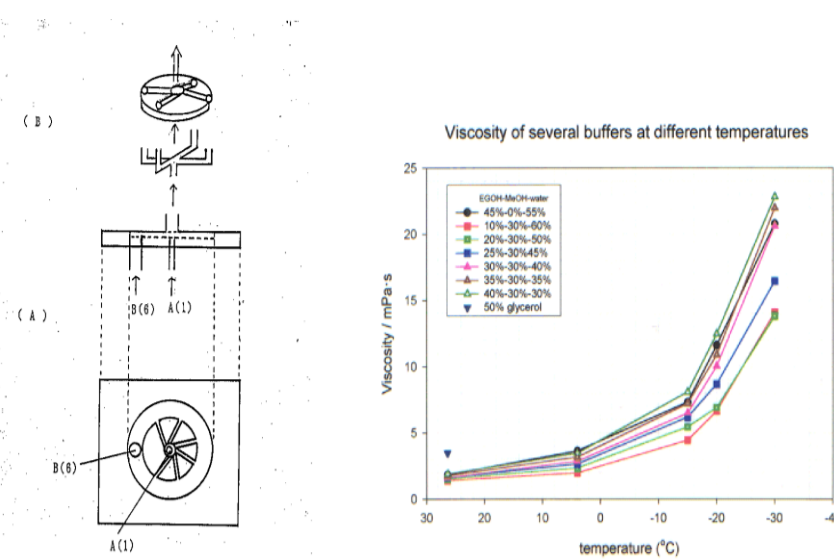 ( B )
B(6) A(1)
( A )
B(6)
A(1)
Viscosity of several buffers at different temperatures
25
20
15
10
5
0
Viscosity / mPa·s
EGOH-MeOH-water
45%-0%-55%
10%-30%-60%
20%-30%-50%
25%-30%45%
30%-30%-40%
35%-30%-35%
40%-30%-30%
50% glycerol
30 20 10 0 -10 -20 -30 -4
temperature (°C)